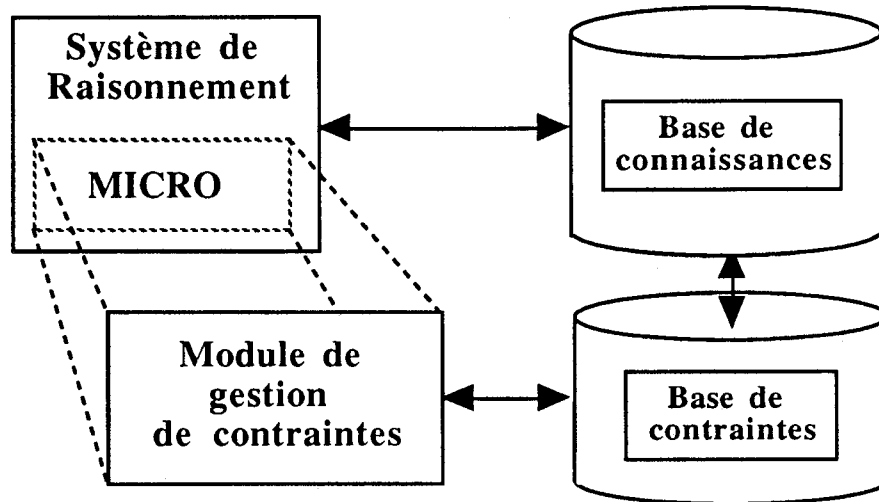 Système de
Raisonnement
MICRO
Base de
connaissances
Module de
gestion
de contraintes
Base de
contraintes